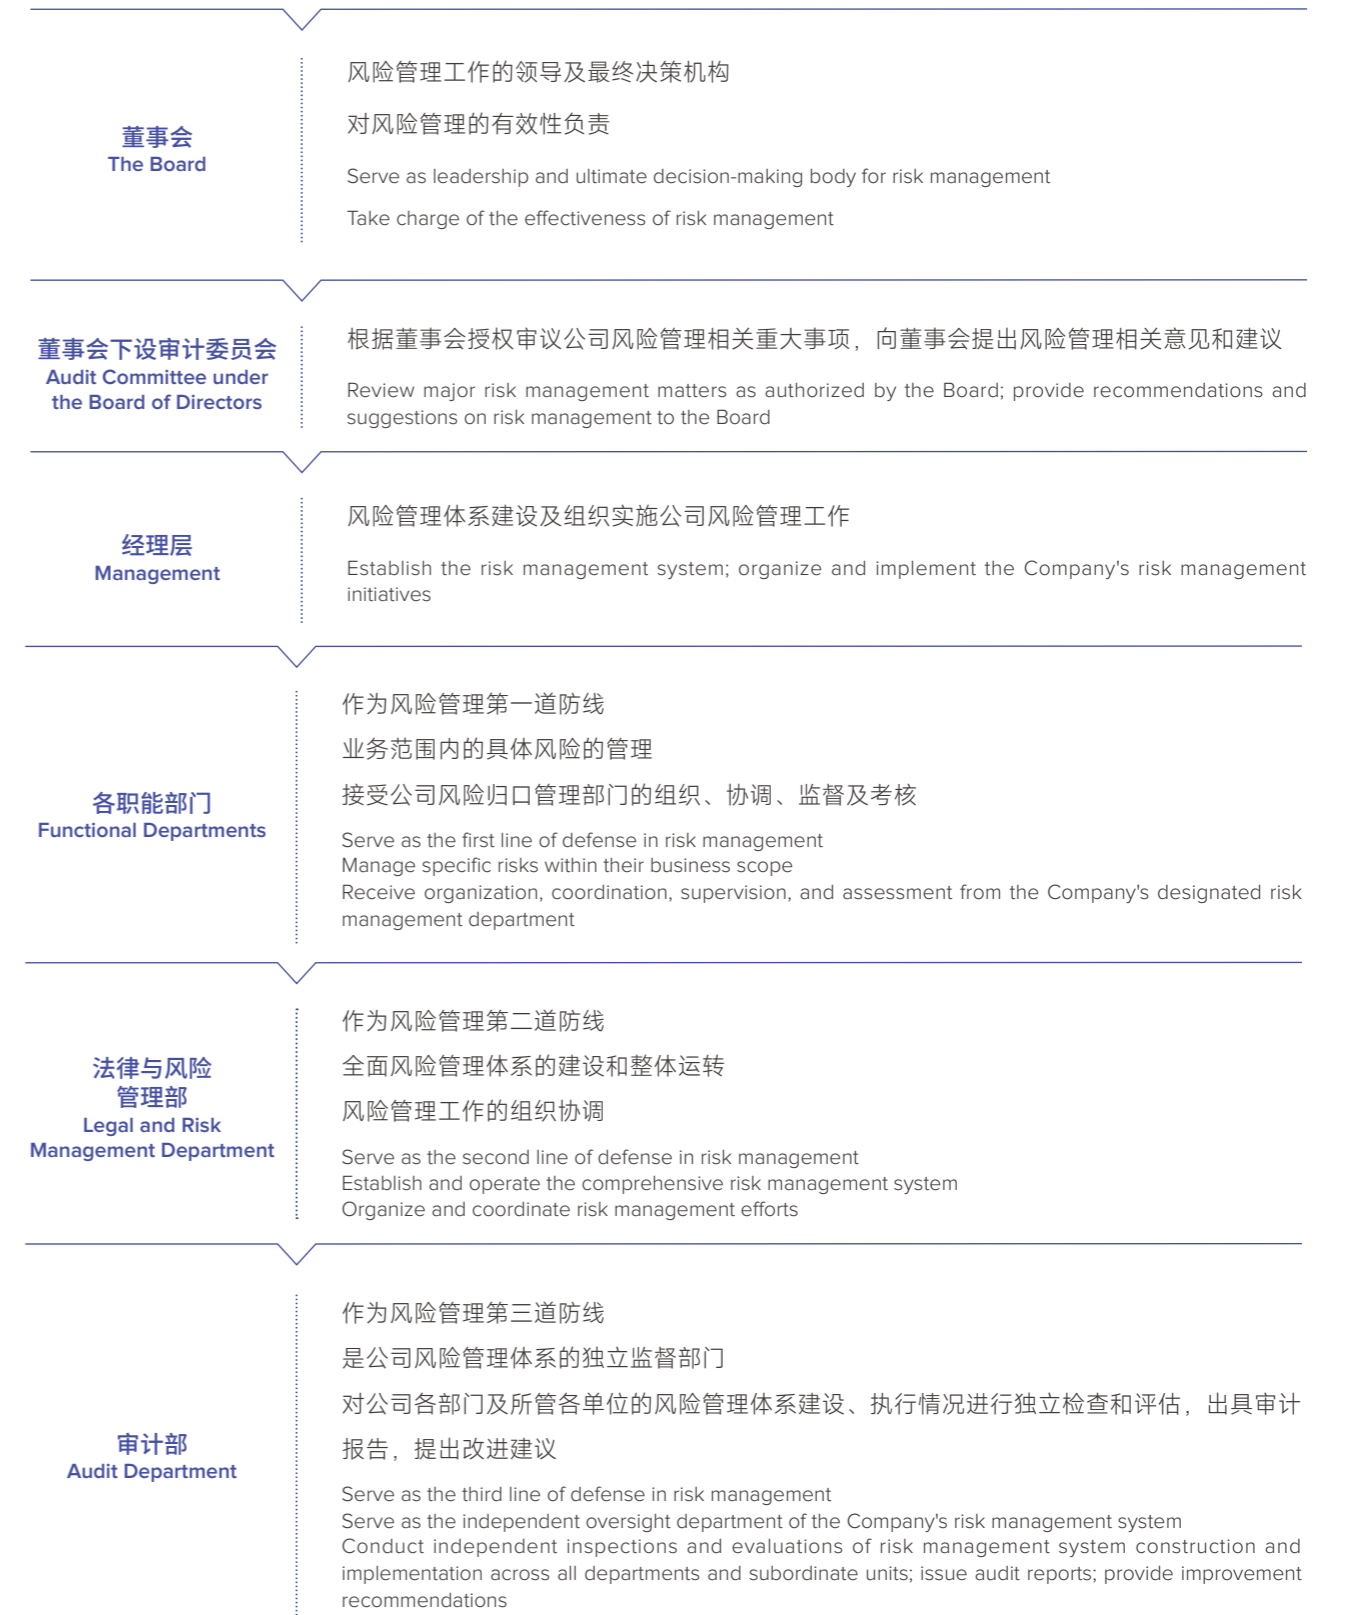 董事会
The Board
风险管理工作的领导及最终决策机构
对风险管理的有效性负责
Serve as leadership and ultimate decision-making body for risk management
Take charge of the effectiveness of risk management
董事会下设审计委员会
Audit Committee under
the Board of Directors
根据董事会授权审议公司风险管理相关重大事项，向董事会提出风险管理相关意见和建议
Review major risk management matters as authorized by the Board; provide recommendations and
suggestions on risk management to the Board
经理层
Management
风险管理体系建设及组织实施公司风险管理工作
Establish the risk management system; organize and implement the Company's risk management
initiatives
各职能部门
Functional Departments
作为风险管理第一道防线
业务范围内的具体风险的管理
接受公司风险归口管理部门的组织、协调、监督及考核
Serve as the first line of defense in risk management
Manage specific risks within their business scope
Receive organization, coordination, supervision, and assessment from the Company's designated risk
management department
法律与风险
管理部
Legal and Risk
Management Department
作为风险管理第二道防线
全面风险管理体系的建设和整体运转
风险管理工作的组织协调
Serve as the second line of defense in risk management
Establish and operate the comprehensive risk management system
Organize and coordinate risk management efforts
审计部
Audit Department
作为风险管理第三道防线
是公司风险管理体系的独立监督部门
对公司各部门及所管各单位的风险管理体系建设、执行情况进行独立检查和评估，出具审计
报告，提出改进建议
Serve as the third line of defense in risk management
Serve as the independent oversight department of the Company's risk management system
Conduct independent inspections and evaluations of risk management system construction and
implementation across all departments and subordinate units; issue audit reports; provide improvement
recommendations